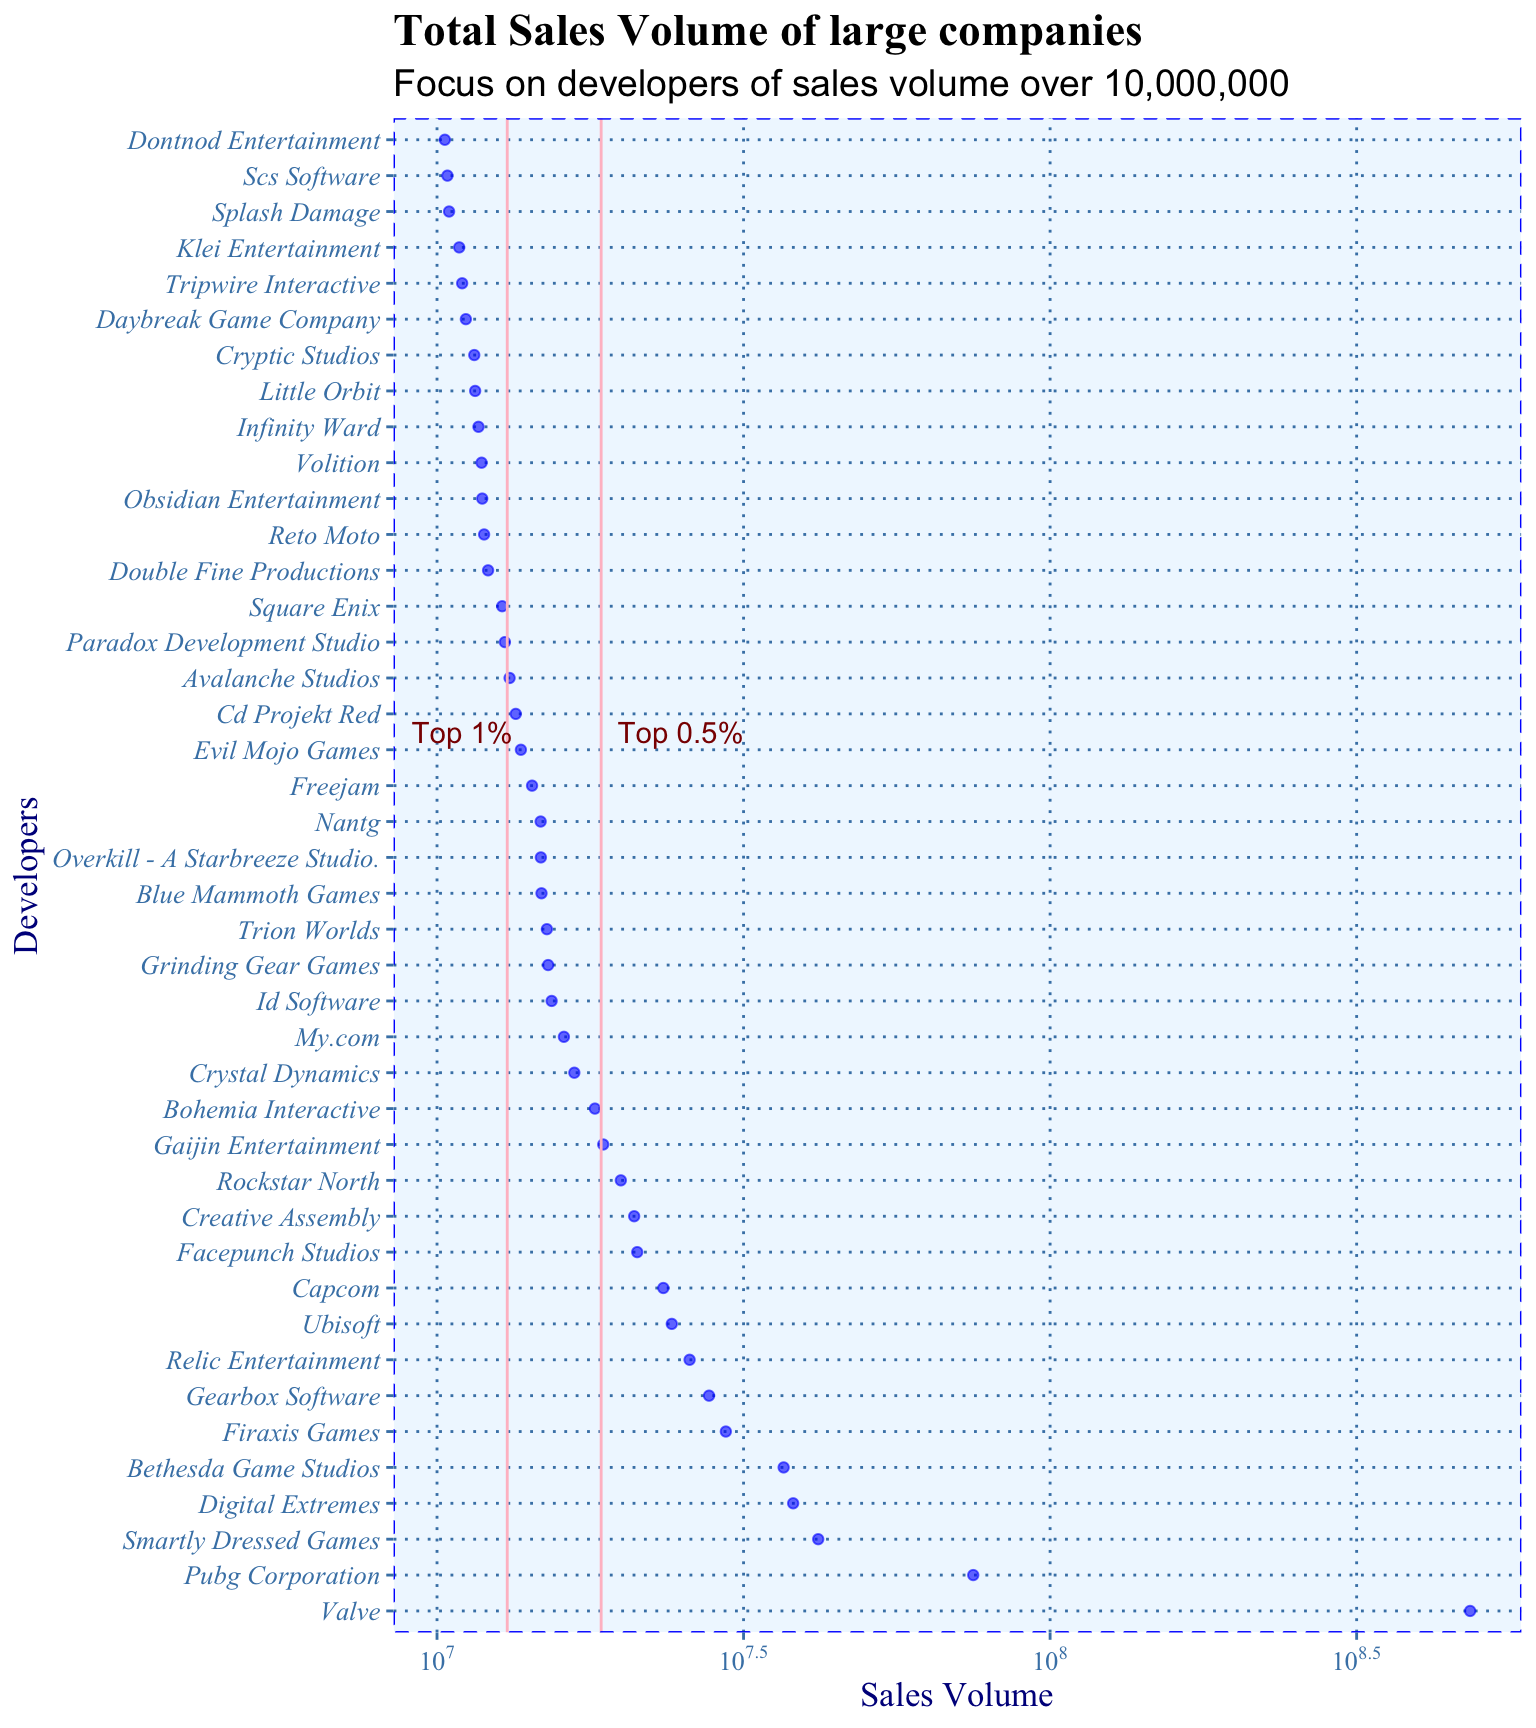 Total Sales Volume of large companies
Focus on developers of sales volume over 10,000,000
Dontnod Entertainment
Scs Software
Splash Damage
Klei Entertainment
Tripwire Interactive
Daybreak Game Company
Cryptic Studios
Little Orbit
Infinity Ward
Volition
Obsidian Entertainment
Reto Moto
Double Fine Productions
Square Enix
Paradox Development Studio
Avalanche Studios
Cd Projekt Red
Top 1% Top 0.5%
Evil Mojo Games
Freejam
Nantg
Overkill - A Starbreeze Studio.
Blue Mammoth Games
Trion Worlds
Grinding Gear Games
Id Software
My.com
Crystal Dynamics
Bohemia Interactive
Gaijin Entertainment
Rockstar North
Creative Assembly
Facepunch Studios
Capcom
Ubisoft
Relic Entertainment
Gearbox Software
Firaxis Games
Bethesda Game Studios
Digital Extremes
Smartly Dressed Games
Pubg Corporation
Valve
Developers
10^7 10^7.5 10^8 10^8.5
Sales Volume